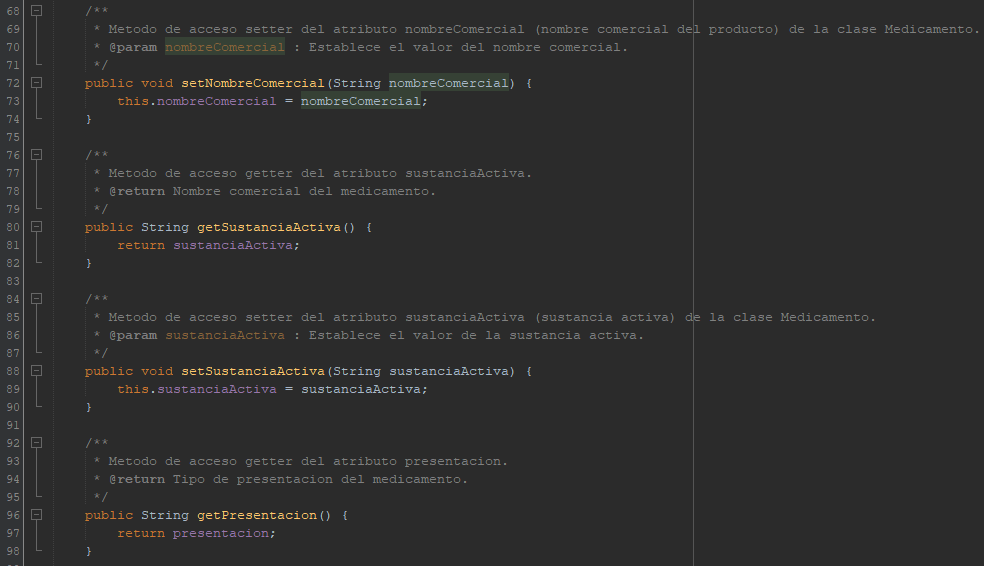 68 /**
69 * Metodo de acceso setter del atributo nombreComercial (nombre comercial del producto) de la clase Medicamento.
70 * @param nombreComercial : Establece el valor del nombre comercial.
71 */
72 public void setNombreComercial(String nombreComercial) {
73 this.nombreComercial = nombreComercial;
74 }
75
76 /**
77 * Metodo de acceso getter del atributo sustanciaActiva.
78 * @return Nombre comercial del medicamento.
79 */
80 public String getSustanciaActiva() {
81 return sustanciaActiva;
82 }
83
84 /**
85 * Metodo de acceso setter del atributo sustanciaActiva (sustancia activa) de la clase Medicamento.
86 * @param sustanciaActiva : Establece el valor de la sustancia activa.
87 */
88 public void setSustanciaActiva(String sustanciaActiva) {
89 this.sustanciaActiva = sustanciaActiva;
90 }
91
92 /**
93 * Metodo de acceso getter del atributo presentacion.
94 * @return Tipo de presentacion del medicamento.
95 */
96 public String getPresentacion() {
97 return presentacion;
98 }